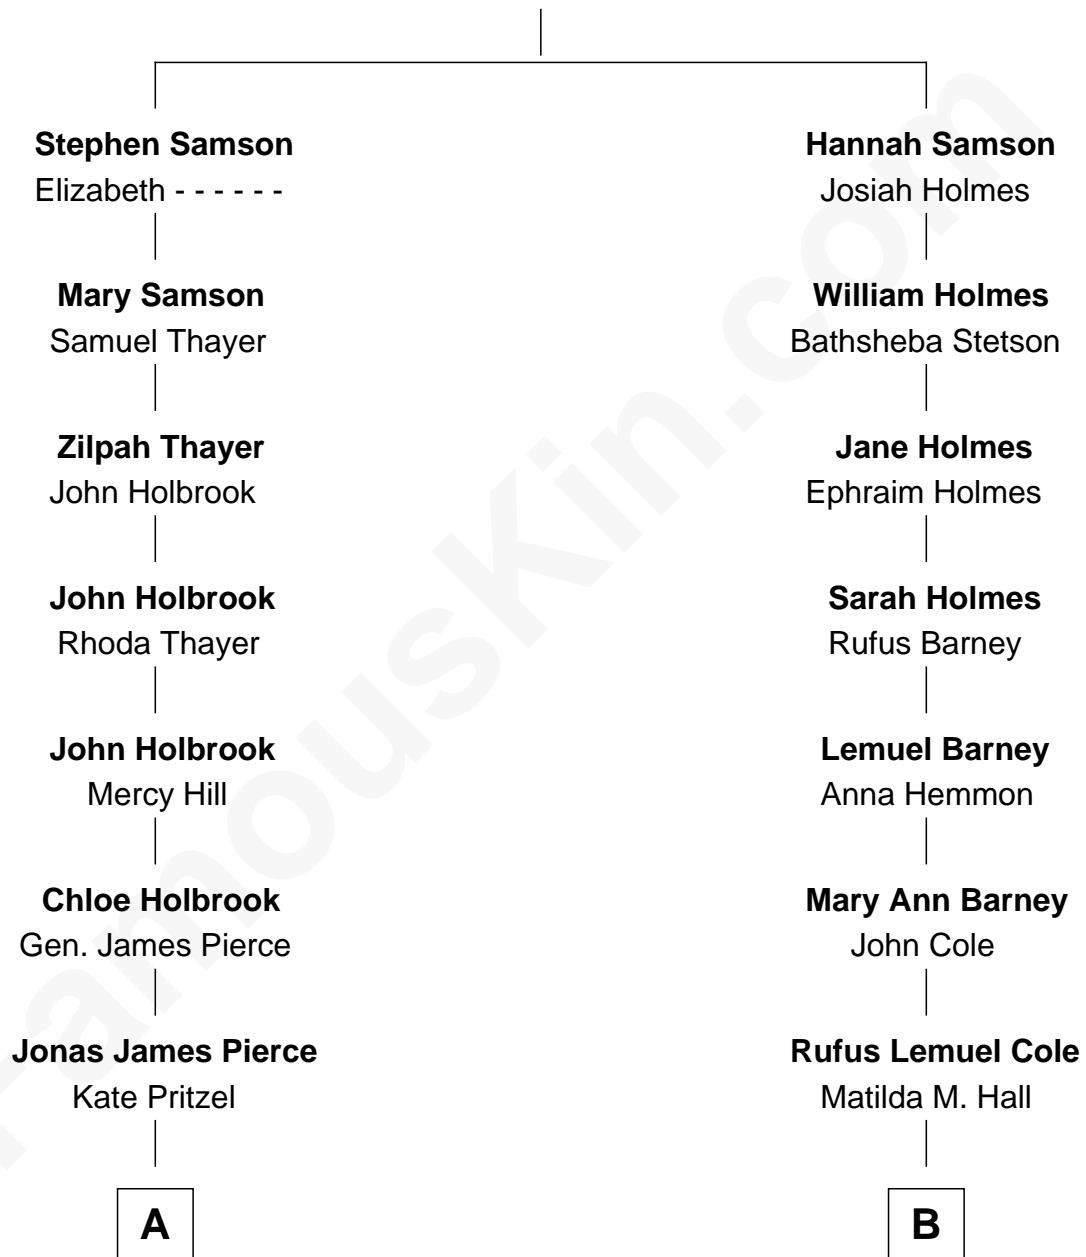 Stephen Samson
Elizabeth - - - - - -
Mary Samson
Samuel Thayer
Zilpah Thayer
John Holbrook
John Holbrook
Rhoda Thayer
John Holbrook
Mercy Hill
Chloe Holbrook
Gen. James Pierce
Jonas James Pierce
Kate Pritzel
A
Hannah Samson
Josiah Holmes
William Holmes
Bathsheba Stetson
Jane Holmes
Ephraim Holmes
Sarah Holmes
Rufus Barney
Lemuel Barney
Anna Hemmon
Mary Ann Barney
John Cole
Rufus Lemuel Cole
Matilda M. Hall
B
FamousKin.com